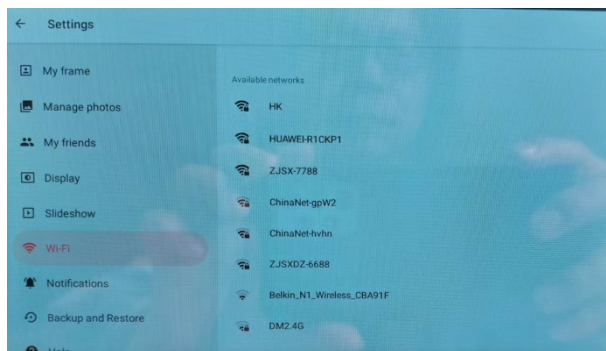 Settings
My frame
Manage photos
My friends
Display
Slideshow
Wi-Fi
Notifications
Backup and Restore
Help
Available networks
HK
HUAWEI-R1CKP1
ZJSX-7788
ChinaNet-gpW2
ChinaNet-hvhn
ZJSXDZ-6688
Belkin_N1_Wireless_CBA91F
DM2.4G